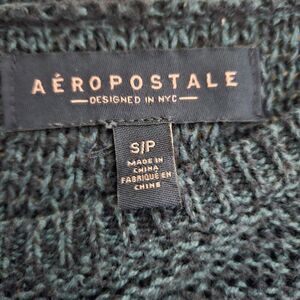 AÉROPOSTALE
—DESIGNED IN NYC—
S/P
MADE IN
CHINA
FABRIQUÉ EN
CHINE